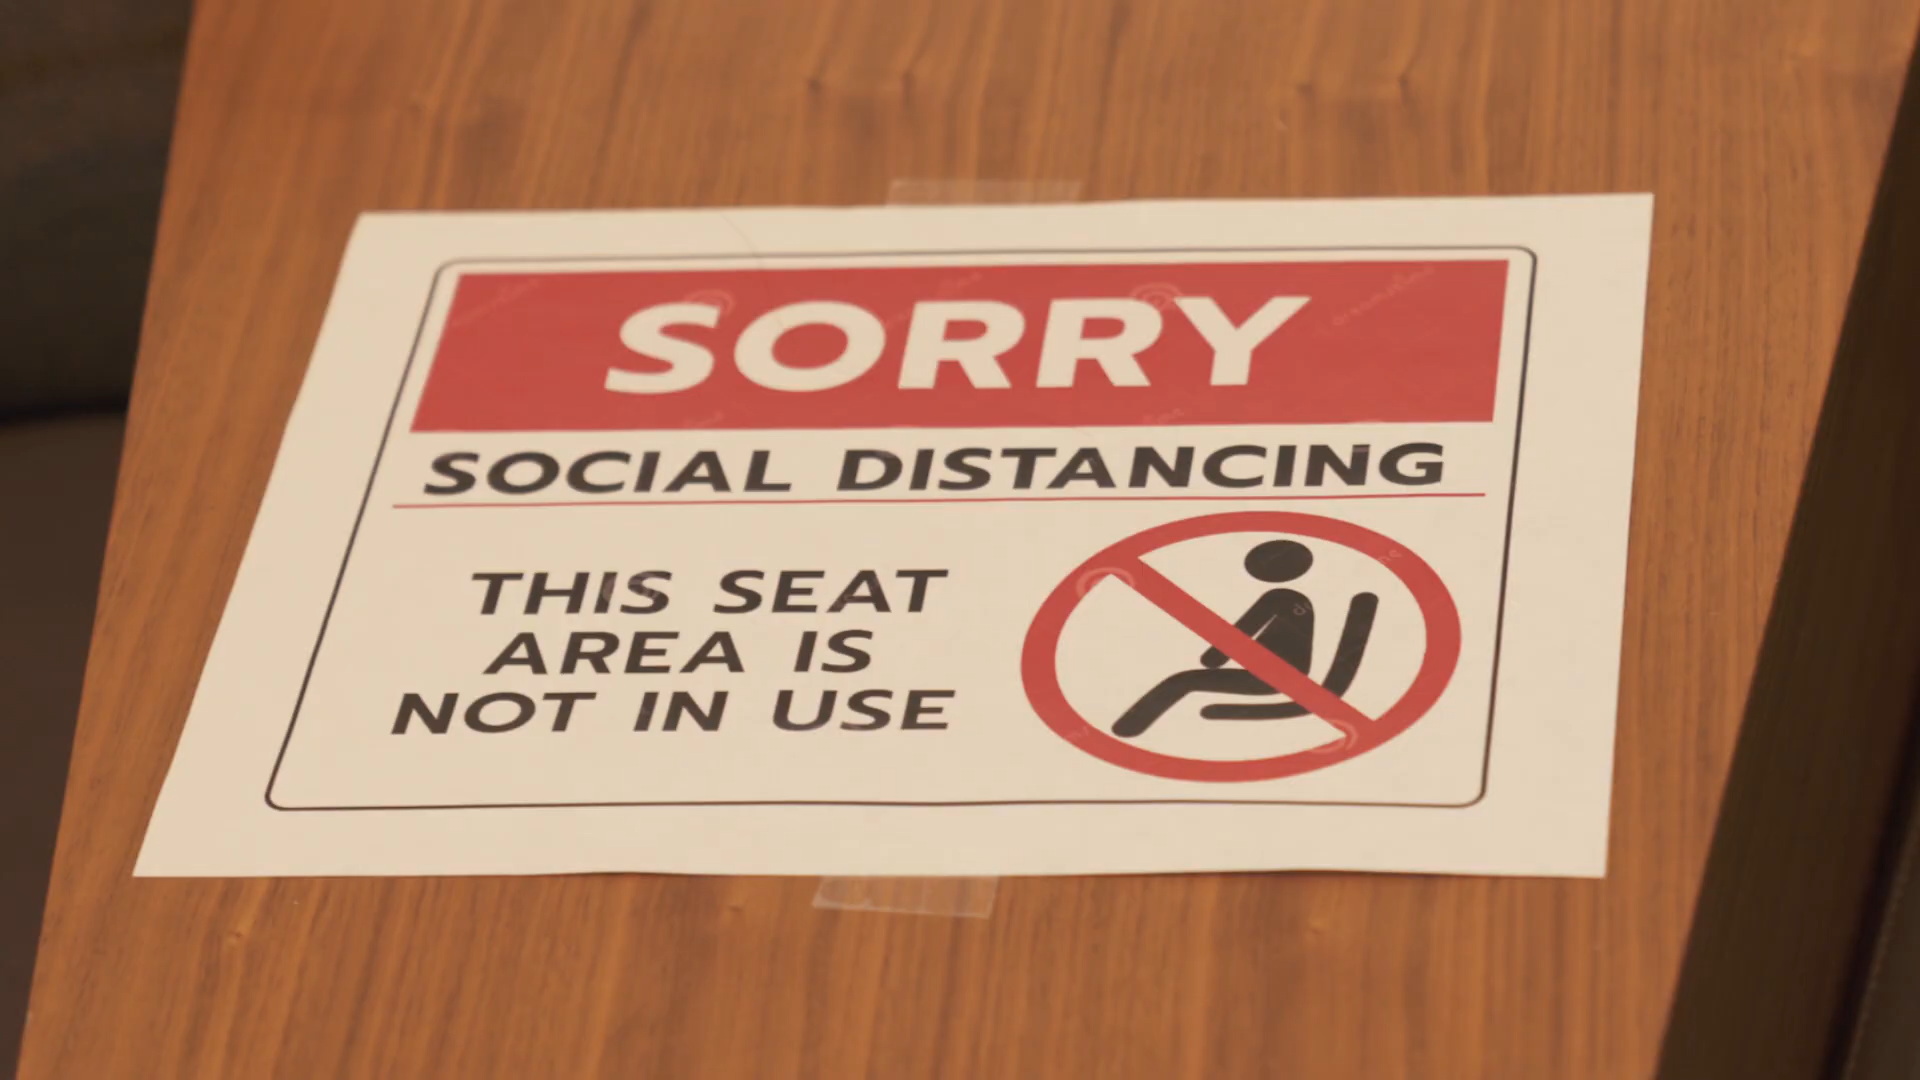 SORRY
SOCIAL DISTANCING
THIS SEAT
AREA IS
NOT IN USE